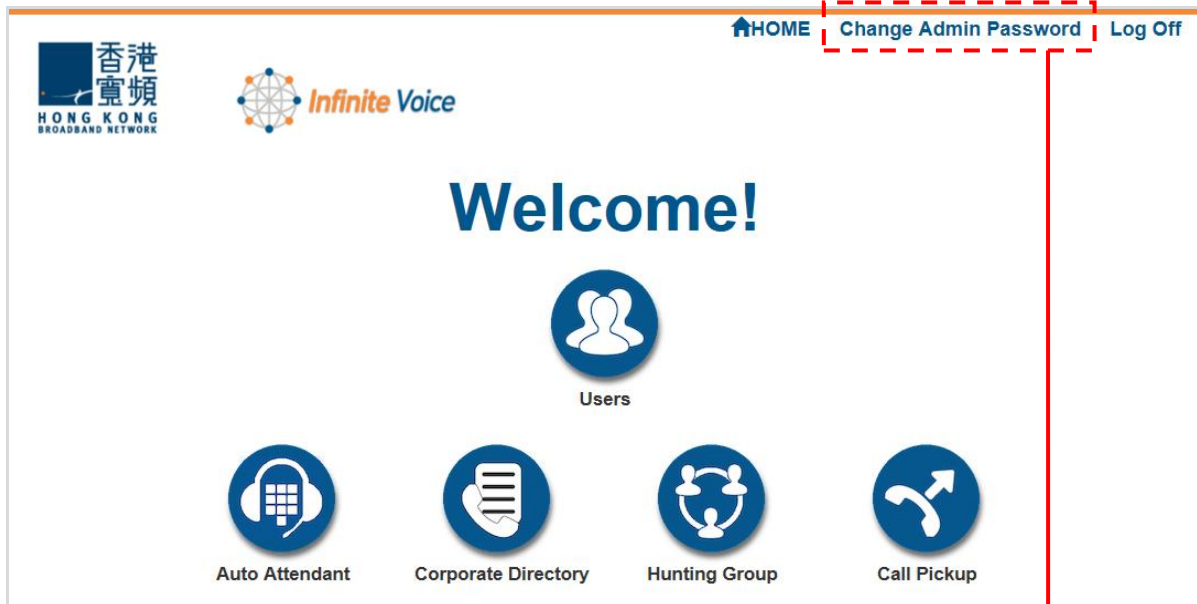 HOME Change Admin Password Log Off
香港
寬頻
HONG KONG
BROADBAND NETWORK
Infinite Voice
Welcome!
Users
Auto Attendant Corporate Directory Hunting Group Call Pickup